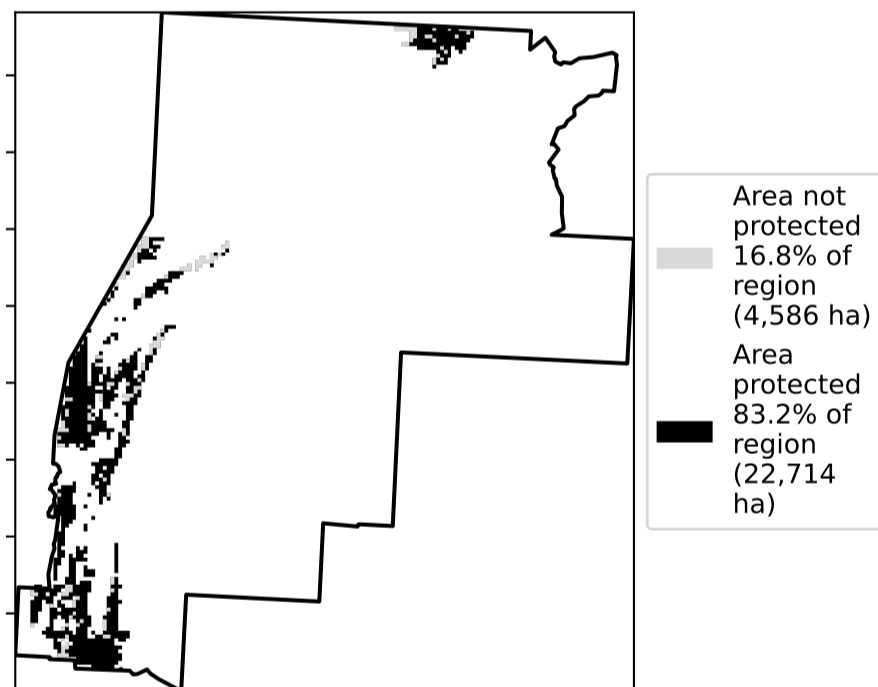 Area not
protected
16.8% of
region
(4,586 ha)
Area
protected
83.2% of
region
(22,714
ha)